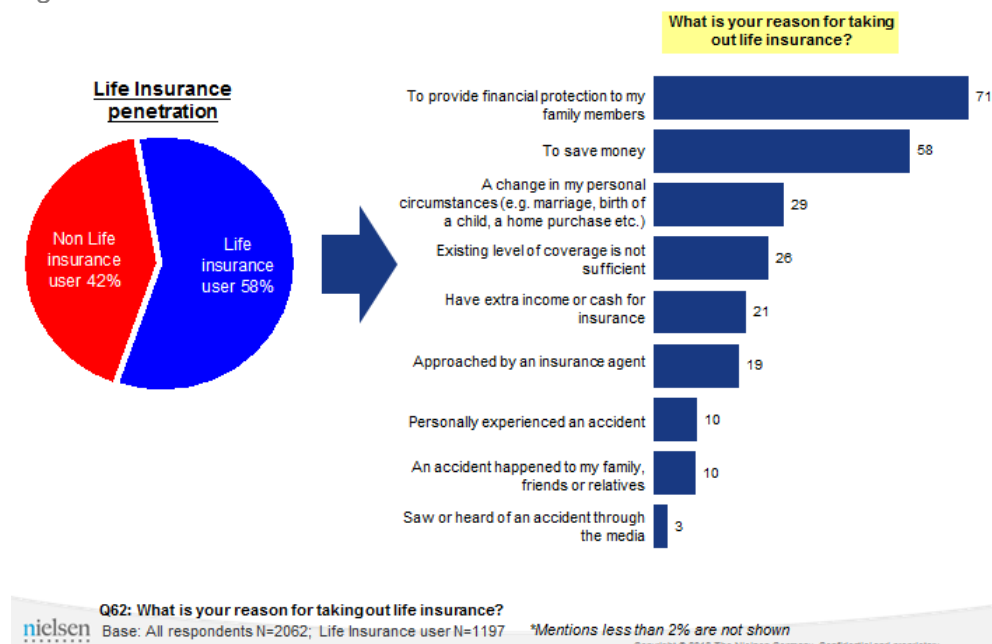 What is your reason for taking
out life insurance?
Life Insurance
penetration
Non Life
insurance
user 42%
Life
insurance
user 58%
To provide financial protection to my
family members
71
To save money
58
A change in my personal
circumstances (e.g. marriage, birth of
a child, a home purchase etc.)
29
Existing level of coverage is not
sufficient
26
Have extra income or cash for
insurance
21
Approached by an insurance agent
19
Personally experienced an accident
10
An accident happened to my family,
friends or relatives
10
Saw or heard of an accident through
the media
3
Q62: What is your reason for taking out life insurance?
nielsen
Base: All respondents N=2062; Life Insurance user N=1197 *Mentions less than 2% are not shown